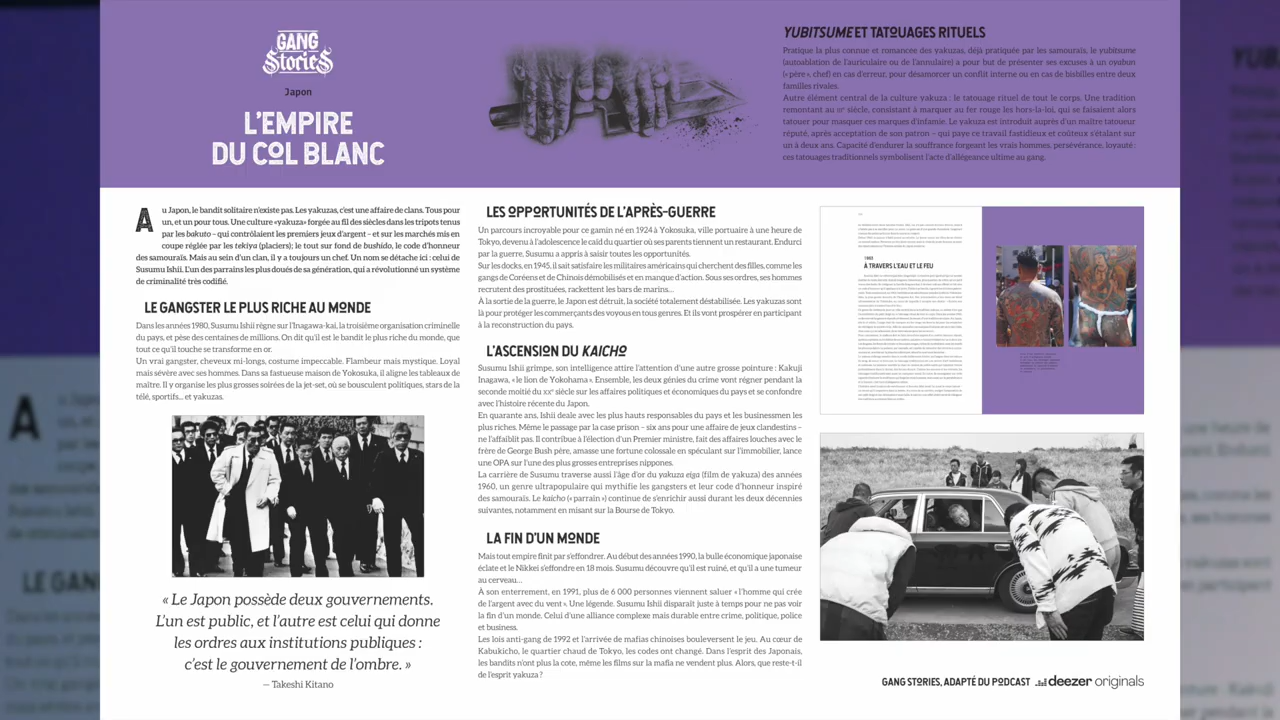 GANG
Stories
Japon
L'EMPIRE
DU COL BLANC
YUBITSUME ET TATOUAGES RITUELS
Pratique la plus connue et romancée des yakuzas, déjà pratiquée par les samouraïs, le yubitsume
(autoablation de l'auriculaire ou de l'annulaire) a pour but de présenter ses excuses à un oyabun
(« père », chef) en cas d'erreur, pour désamorcer un conflit interne ou en cas de bisbilles entre deux
familles rivales.
Autre élément central de la culture yakuza : le tatouage rituel de tout le corps. Une tradition
remontant au IIIe siècle, consistant à marquer au fer rouge les hors-la-loi, qui se faisaient alors
tatouer pour masquer ces marques d'infamie. Le yakuza est introduit auprès d'un maître tatoueur
réputé, après acceptation de son patron – qui paye ce travail fastidieux et coûteux s'étalant sur
un à deux ans. Capacité d'endurer la souffrance forgeant les vrais hommes, persévérance, loyauté :
ces tatouages traditionnels symbolisent l'acte d'allégeance ultime au gang.
Au Japon, le bandit solitaire n'existe pas. Les yakuzas, c'est une affaire de clans. Tous pour
un, et un pour tous. Une culture «yakuza» forgée au fil des siècles dans les tripots tenus
par les bakuto – qui contrôlaient les premiers jeux d'argent – et sur les marchés mis en
coupe réglée par les tekiya (glaciers); le tout sur fond de bushido, le code d'honneur
des samouraïs. Mais au sein d'un clan, il y a toujours un chef. Un nom se détache ici : celui de
Susumu Ishii. L'un des parrains les plus doués de sa génération, qui a révolutionné un système
de criminalité très codifié.
LE GANGSTER LE PLUS RICHE AU MONDE
Dans les années 1980, Susumu Ishii règne sur l'Inagawa-kai, la troisième organisation criminelle
du pays, et pèse des centaines de millions. On dit qu'il est le bandit le plus riche du monde, que
tout ce qu'il touche se transforme en or.
Un vrai gangster, cheveux mi-longs, costume impeccable. Flambeur mais mystique. Loyal
mais sévère avec ses hommes. Dans sa fastueuse maison de Yokosuka, il aligne les tableaux de
maître. Il y organise les plus grosses soirées de la jet-set, où se bousculent politiques, stars de la
télé, sportifs... et yakuzas.
« Le Japon possède deux gouvernements.
L'un est public, et l'autre est celui qui donne
les ordres aux institutions publiques :
c'est le gouvernement de l'ombre. »
— Takeshi Kitano
LES OPPORTUNITÉS DE L'APRÈS-GUERRE
Un parcours incroyable pour ce gamin né en 1924 à Yokosuka, ville portuaire à une heure de
Tokyo, devenu à l'adolescence le caïd du quartier où ses parents tiennent un restaurant. Endurci
par la guerre, Susumu a appris à saisir toutes les opportunités.
Sur les docks, en 1945, il sait satisfaire les militaires américains qui cherchent des filles, comme les
gangs de Coréens et de Chinois démobilisés et en manque d'action. Sous ses ordres, ses hommes
recrutent des prostituées, rackettent les bars de marins...
À la sortie de la guerre, le Japon est détruit, la société totalement déstabilisée. Les yakuzas sont
là pour protéger les commerçants des voyous en tous genres. Et ils vont prospérer en participant
à la reconstruction du pays.
L'ASCENSION DU KAICHO
Susumu Ishii grimpe, son intelligence attire l'attention d'une autre grosse pointure : Kakuji
Inagawa, « le lion de Yokohama ». Ensemble, les deux génies du crime vont régner pendant la
seconde moitié du XXe siècle sur les affaires politiques et économiques du pays et se confondre
avec l'histoire récente du Japon.
En quarante ans, Ishii deale avec les plus hauts responsables du pays et les businessmen les
plus riches. Même le passage par la case prison – six ans pour une affaire de jeux clandestins –
ne l'affaiblit pas. Il contribue à l'élection d'un Premier ministre, fait des affaires louches avec le
frère de George Bush père, amasse une fortune colossale en spéculant sur l'immobilier, lance
une OPA sur l'une des plus grosses entreprises nippones.
La carrière de Susumu traverse aussi l'âge d'or du yakuza eiga (film de yakuza) des années
1960, un genre ultrapopulaire qui mythifie les gangsters et leur code d'honneur inspiré
des samouraïs. Le kaicho (« parrain ») continue de s'enrichir aussi durant les deux décennies
suivantes, notamment en misant sur la Bourse de Tokyo.
LA FIN D'UN MONDE
Mais tout empire finit par s'effondrer. Au début des années 1990, la bulle économique japonaise
éclate et le Nikkei s'effondre en 18 mois. Susumu découvre qu'il est ruiné, et qu'il a une tumeur
au cerveau...
À son enterrement, en 1991, plus de 6 000 personnes viennent saluer « l'homme qui crée
de l'argent avec du vent ». Une légende. Susumu Ishii disparaît juste à temps pour ne pas voir
la fin d'un monde. Celui d'une alliance complexe mais durable entre crime, politique, police
et business.
Les lois anti-gang de 1992 et l'arrivée de mafias chinoises bouleversent le jeu. Au cœur de
Kabukicho, le quartier chaud de Tokyo, les codes ont changé. Dans l'esprit des Japonais,
les bandits n'ont plus la cote, même les films sur la mafia ne vendent plus. Alors, que reste-t-il
de l'esprit yakuza ?
À TRAVERS L'EAU ET LE FEU
GANG STORIES, ADAPTÉ DU PODCAST deezer originals